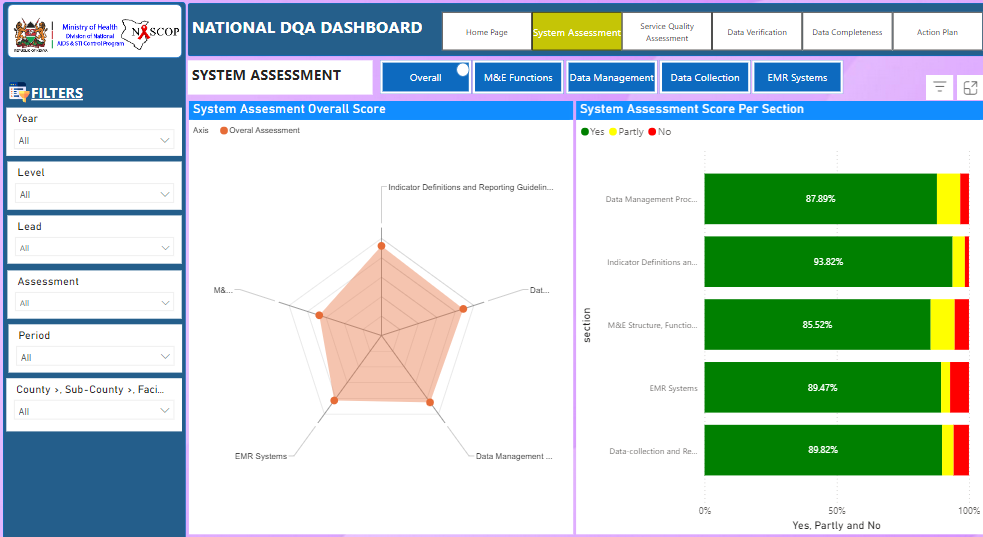 Ministry of Health
Division of National
AIDS & STI Control Program
REPUBLIC OF KENYA
NASCOP
NATIONAL DQA DASHBOARD
Home Page
System Assessment
Service Quality
Assessment
Data Verification
Data Completeness
Action Plan
SYSTEM ASSESSMENT
Overall
M&E Functions
Data Management
Data Collection
EMR Systems
FILTERS
Year
All
Level
All
Lead
All
Assessment
All
Period
All
County >, Sub-County >, Faci...
All
System Assesment Overall Score
Axis
Overal Assessment
Indicator Definitions and Reporting Guidelin...
M&...
Dat...
EMR Systems
Data Management ...
System Assessment Score Per Section
Yes
Partly
No
section
Data Management Proc...
87.89%
Indicator Definitions an...
93.82%
M&E Structure, Functio...
85.52%
EMR Systems
89.47%
Data-collection and Re...
89.82%
0%
50%
100%
Yes, Partly and No